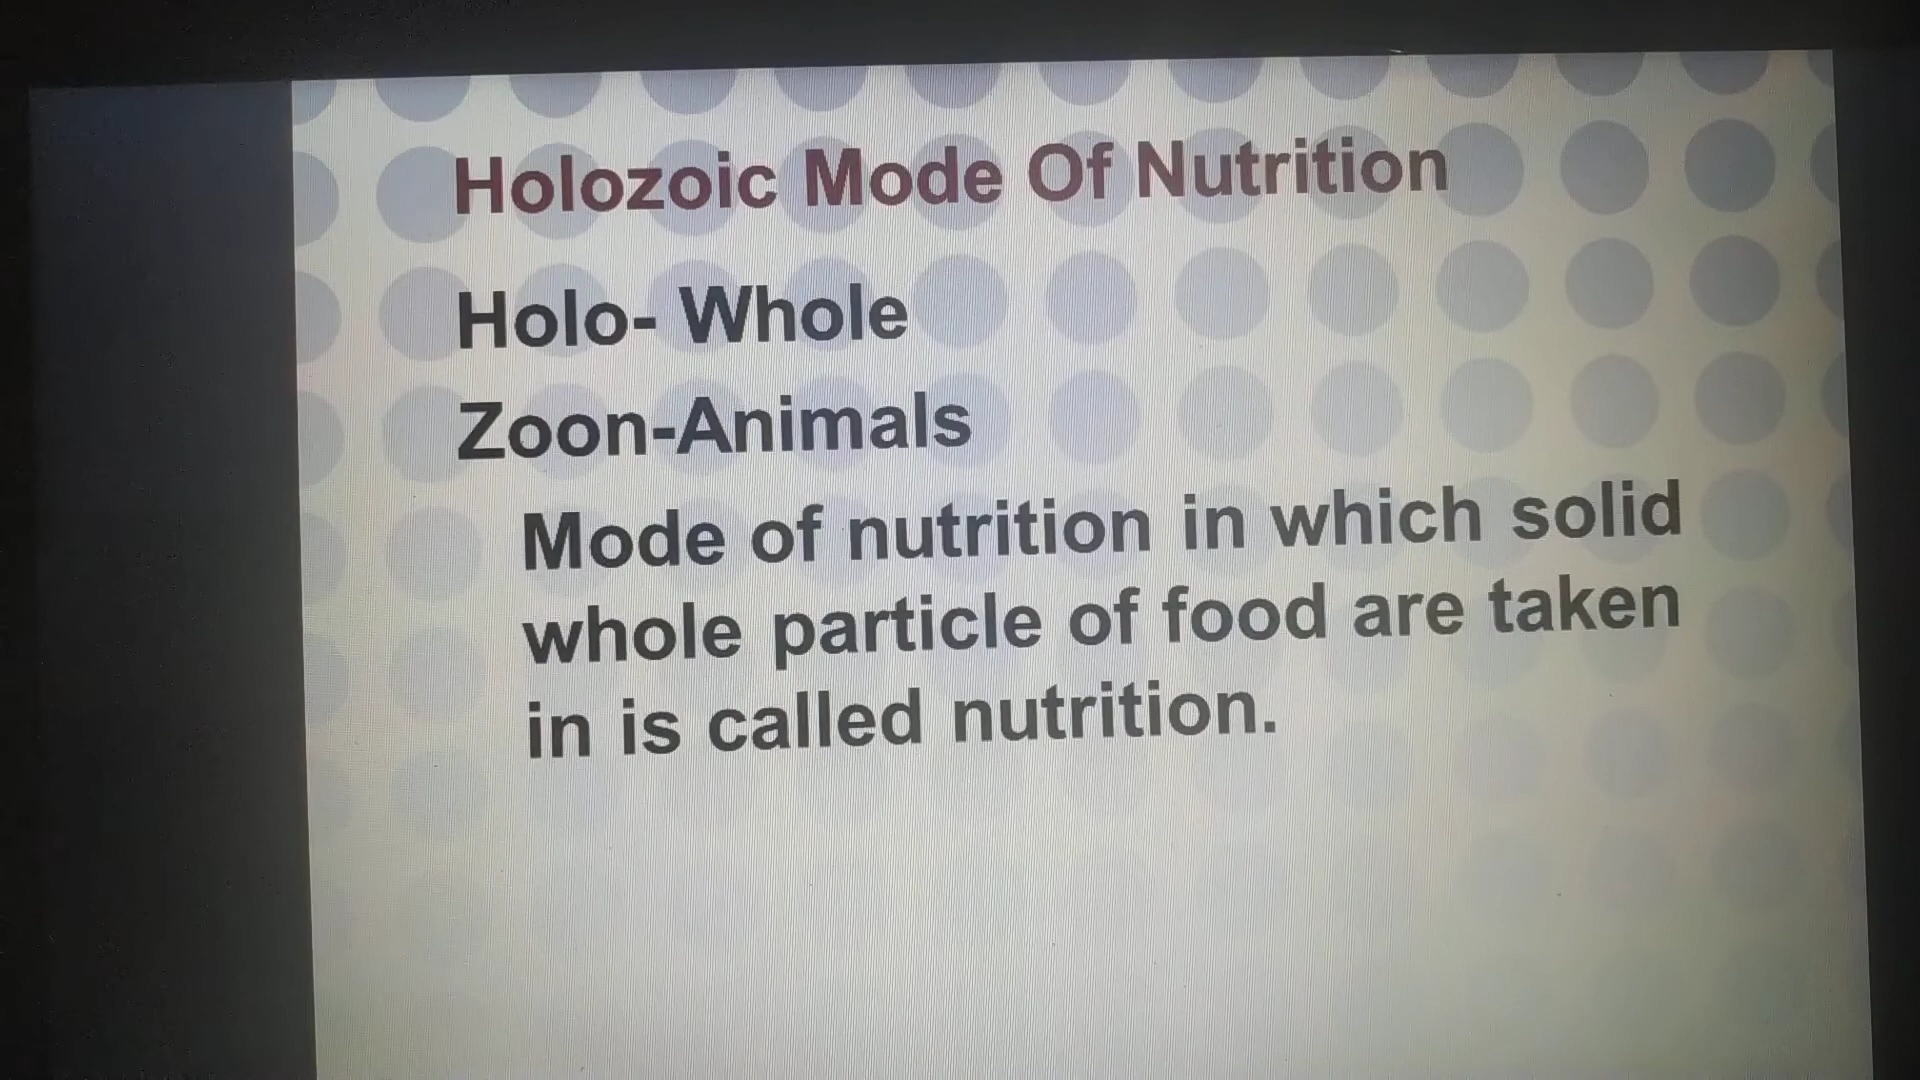 Holozoic Mode Of Nutrition
Holo- Whole
Zoon-Animals
Mode of nutrition in which solid
whole particle of food are taken
in is called nutrition.